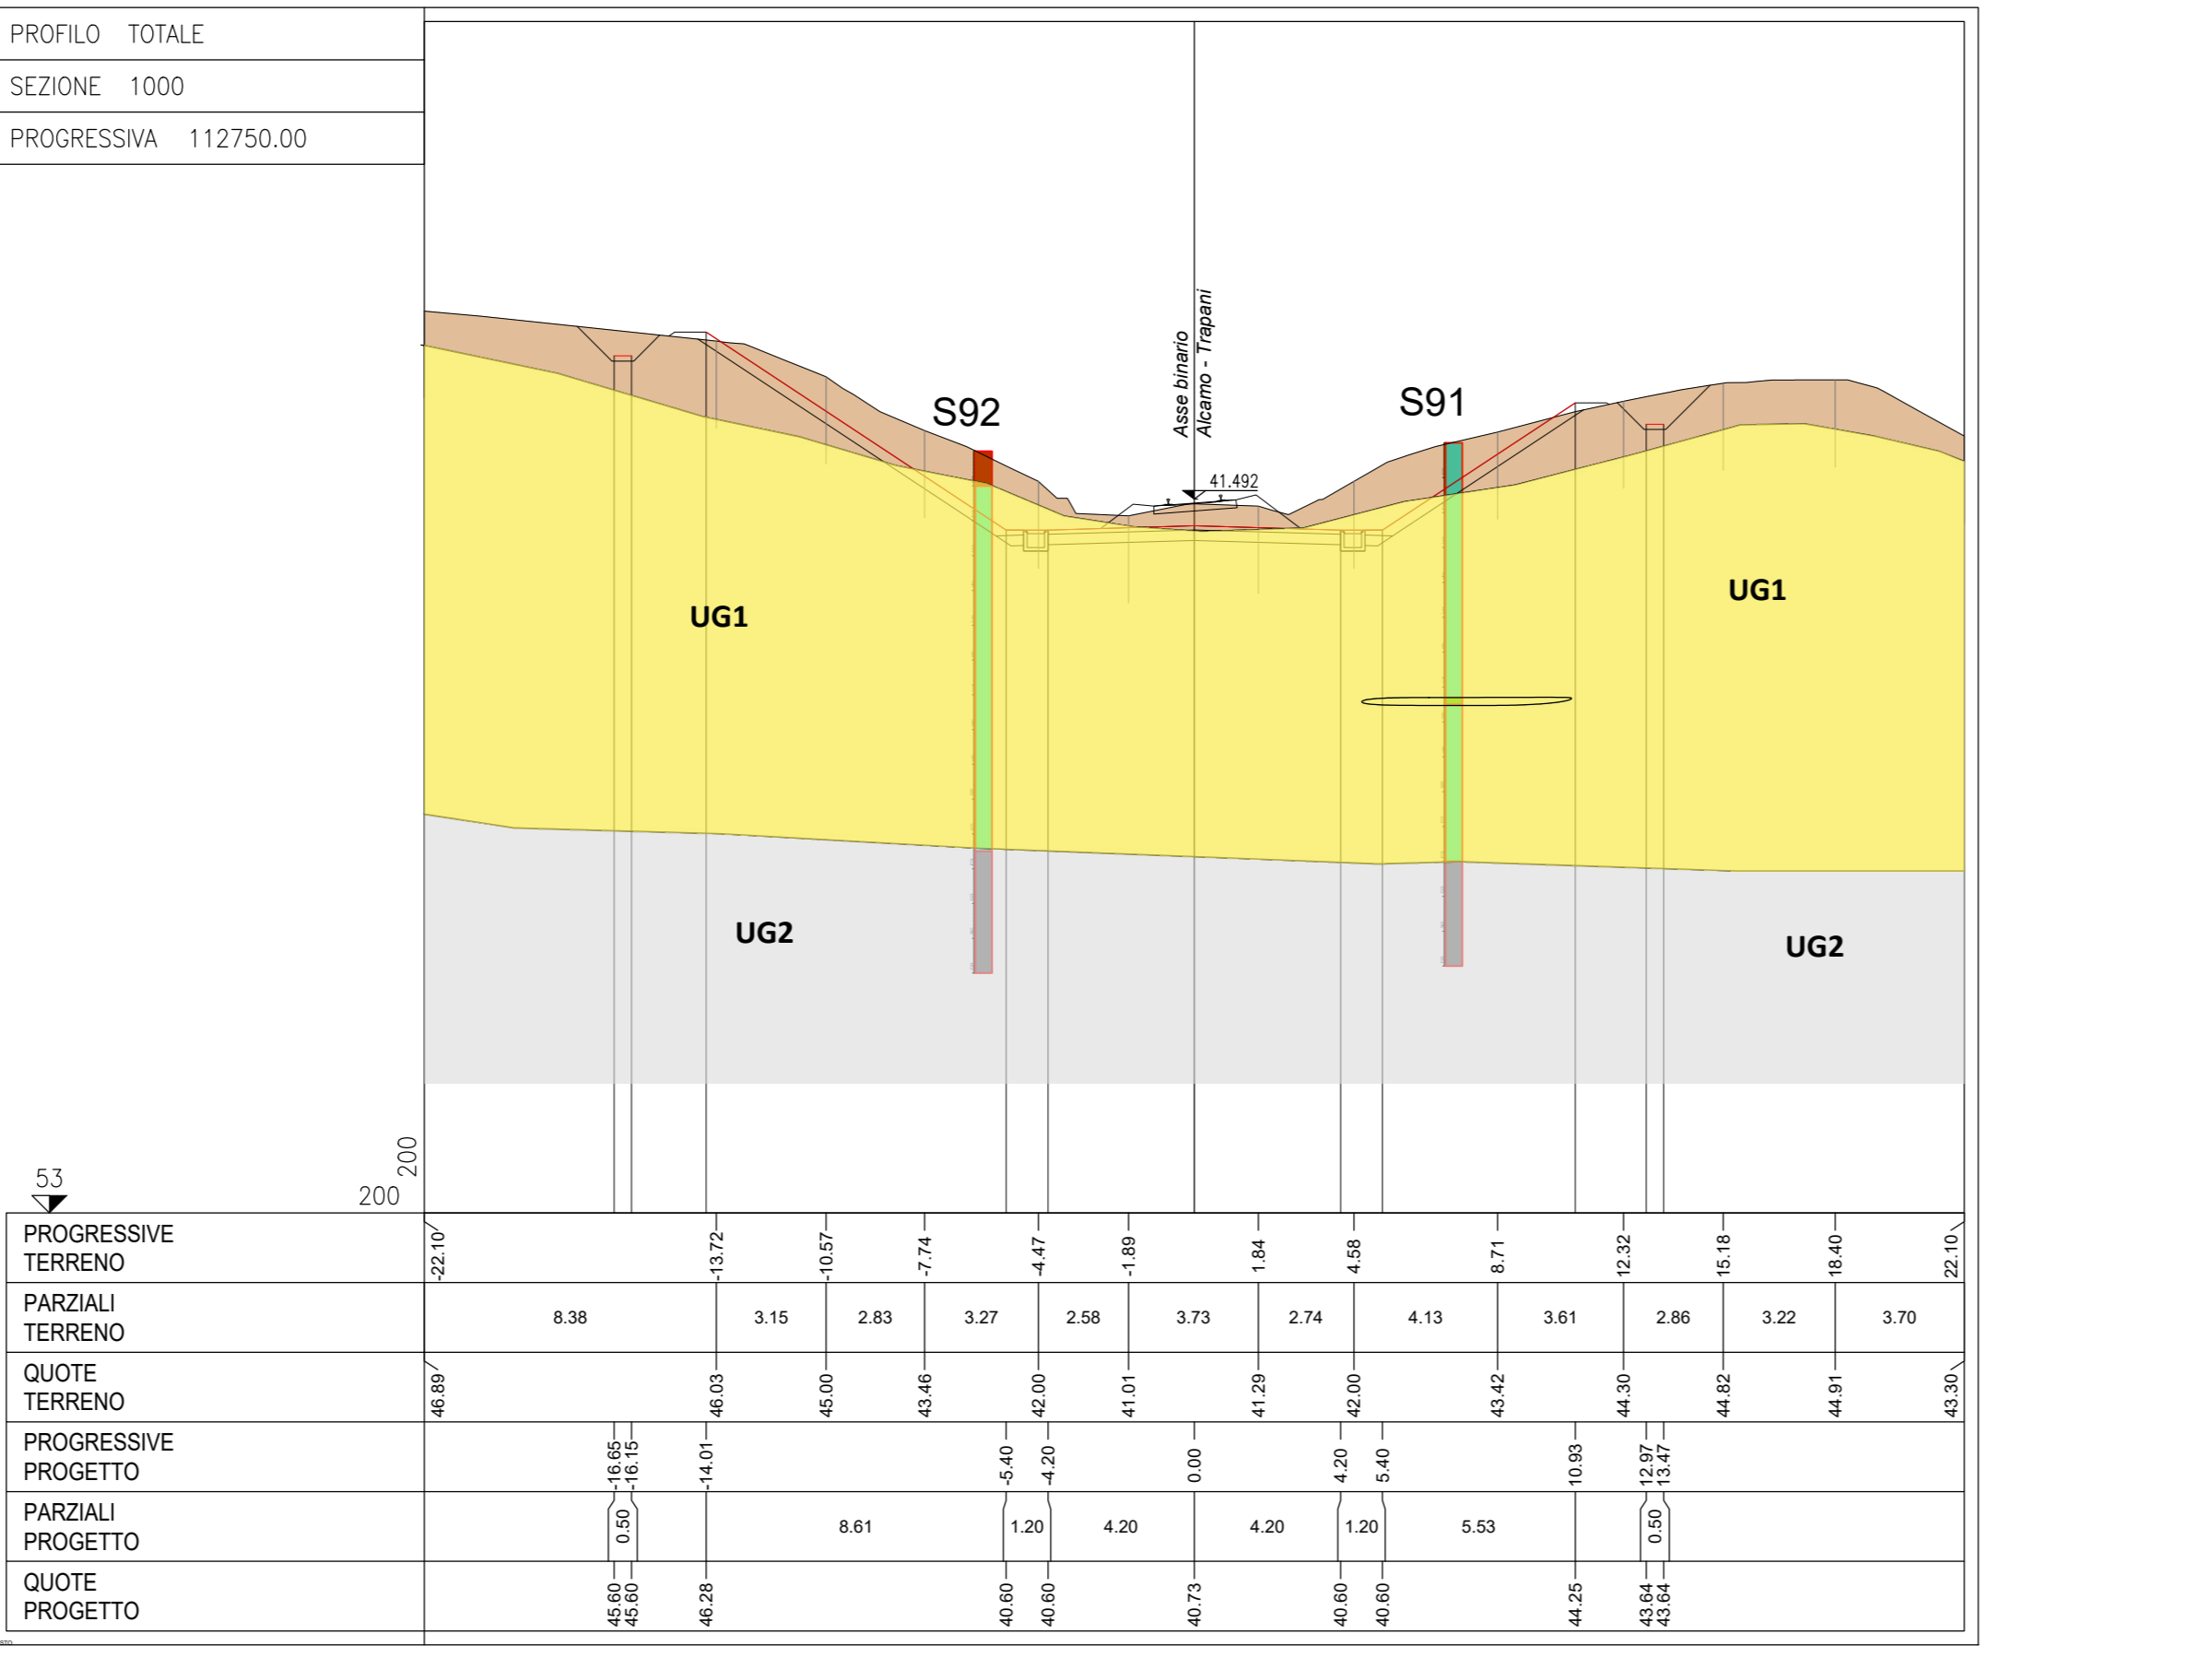 PROFILO TOTALE
SEZIONE 1000
PROGRESSIVA 112750.00
Asse binario
Alcamo - Trapani
S92
S91
41.492
UG1
UG1
UG2
UG2
200
200
53
PROGRESSIVE
TERRENO
-22.10 -13.72 -10.57 -7.74 -4.47 -1.89 1.84 4.58 8.71 12.32 15.18 18.40 22.10
PARZIALI
TERRENO
8.38 3.15 2.83 3.27 2.58 3.73 2.74 4.13 3.61 2.86 3.22 3.70
QUOTE
TERRENO
46.89 46.03 45.00 43.46 42.00 41.01 41.29 42.00 43.42 44.30 44.82 44.91 43.30
PROGRESSIVE
PROGETTO
-16.65 -16.15 -14.01 -5.40 -4.20 0.00 4.20 5.40 10.93 12.97 13.47
PARZIALI
PROGETTO
0.50 8.61 1.20 4.20 4.20 1.20 5.53 0.50
QUOTE
PROGETTO
45.60 45.60 46.28 40.60 40.60 40.73 40.60 40.60 44.25 43.64 43.64